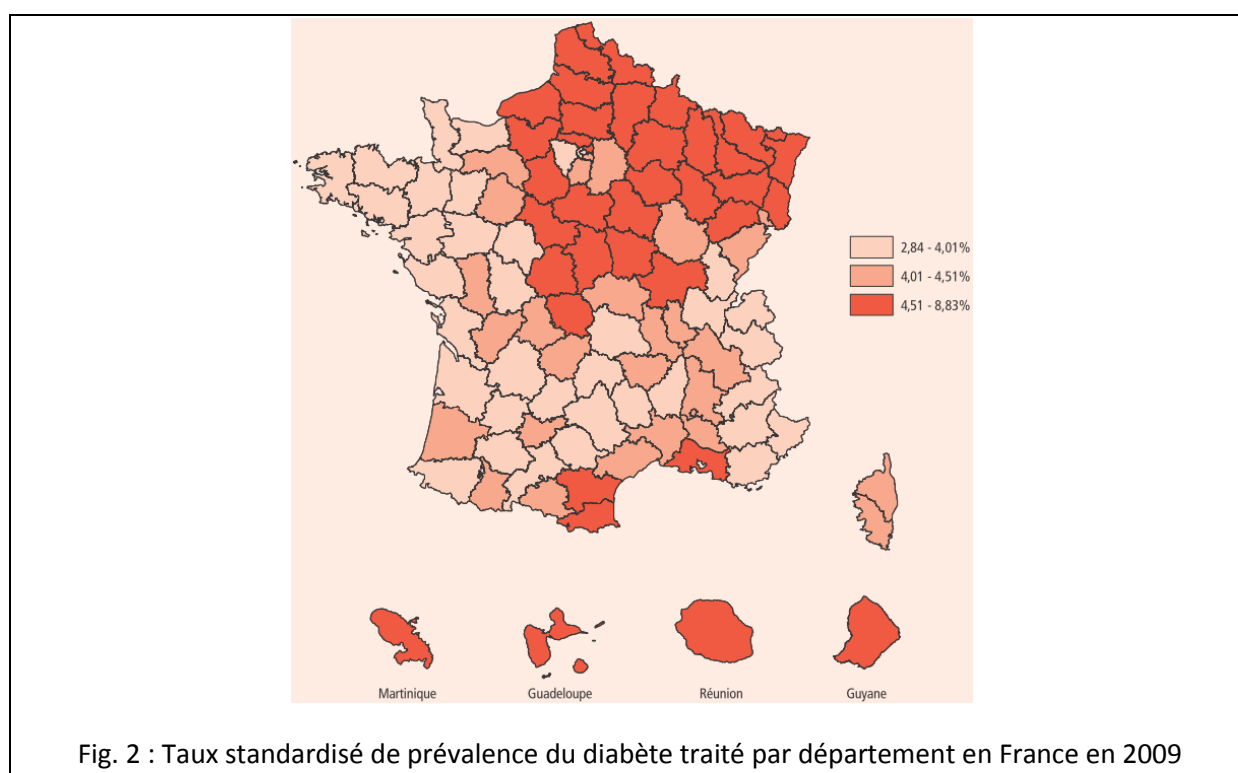 2,84 - 4,01%
4,01 - 4,51%
4,51 - 8,83%
Martinique
Guadeloupe
Réunion
Guyane
Fig. 2 : Taux standardisé de prévalence du diabète traité par département en France en 2009